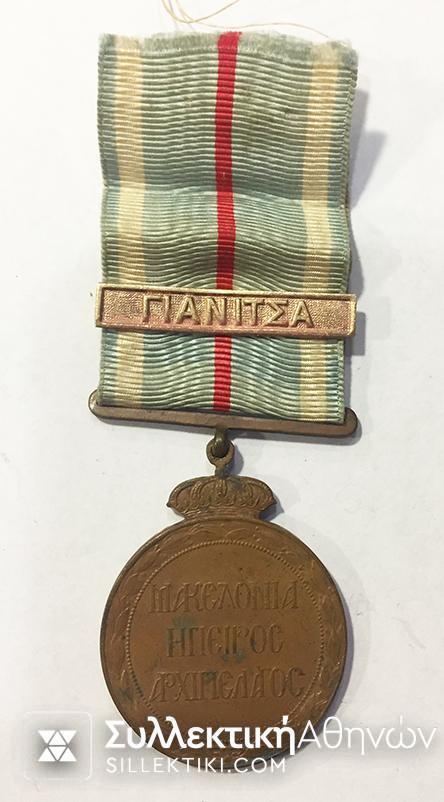 ΓΙΑΝΙΤΣΑ
ΜΑΚΕΔΟΝΙΑ
ΗΠΕΙΡΟΣ
ΑΡΧΙΠΕΛΑΓΟΣ
ΣυλλεκτικήΑθηνών
SILLEKTIKI.COM